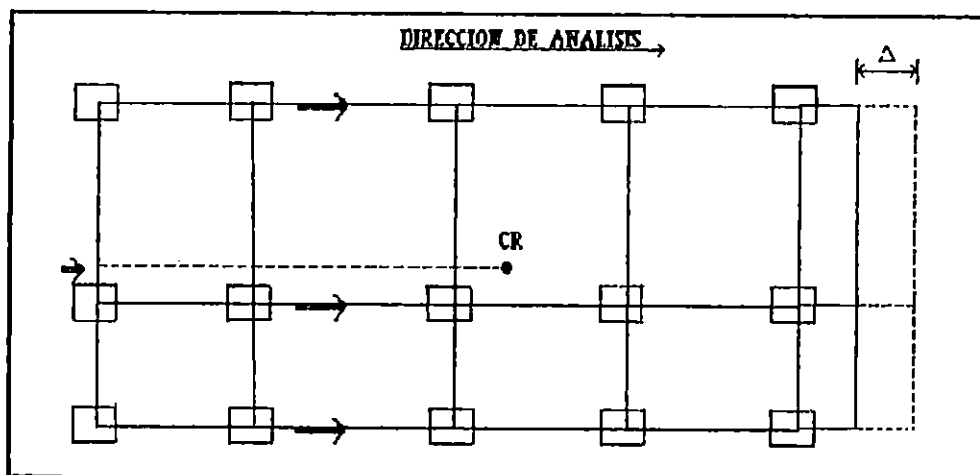 DIRECCION DE ANALISIS
Δ
CR